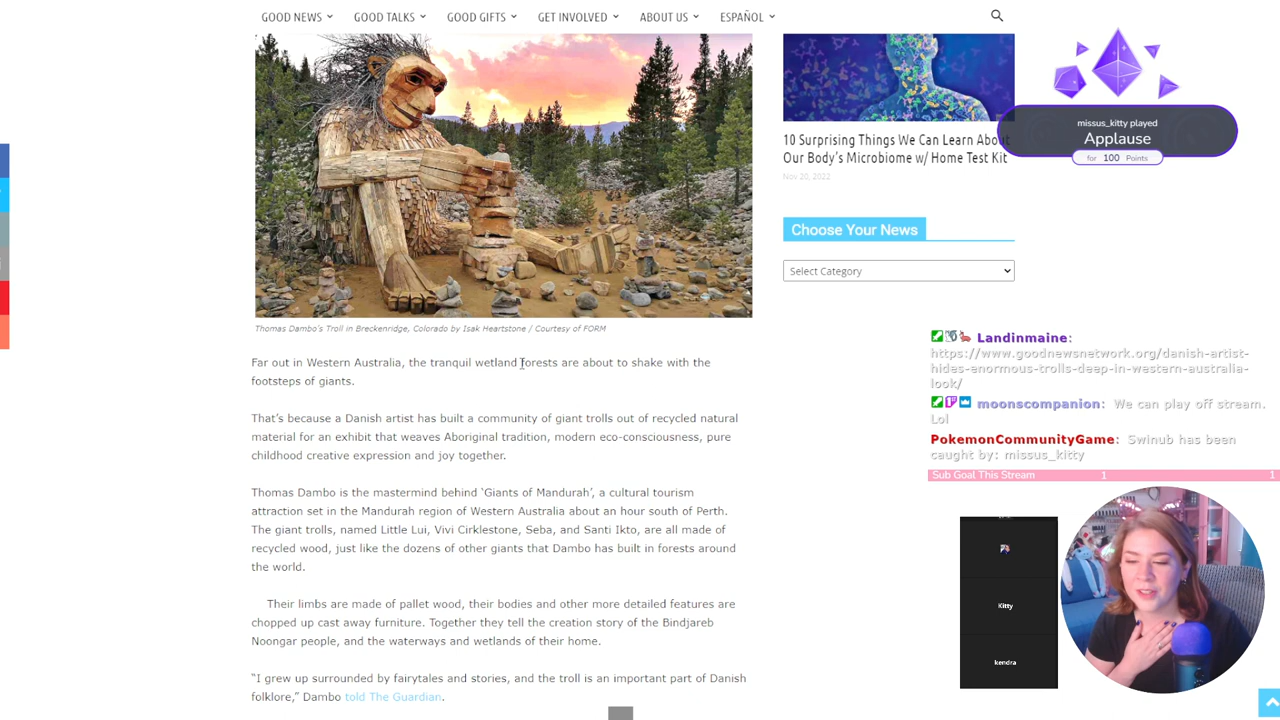 GOOD NEWS
GOOD TALKS
GOOD GIFTS
GET INVOLVED
ABOUT US
ESPAÑOL
Thomas Dambo's Troll in Breckenridge, Colorado by Isak Heartstone / Courtesy of FORM
Far out in Western Australia, the tranquil wetland forests are about to shake with the
footsteps of giants.
That's because a Danish artist has built a community of giant trolls out of recycled natural
material for an exhibit that weaves Aboriginal tradition, modern eco-consciousness, pure
childhood creative expression and joy together.
Thomas Dambo is the mastermind behind 'Giants of Mandurah', a cultural tourism
attraction set in the Mandurah region of Western Australia about an hour south of Perth.
The giant trolls, named Little Lui, Vivi Cirklestone, Seba, and Santi Ikto, are all made of
recycled wood, just like the dozens of other giants that Dambo has built in forests around
the world.
Their limbs are made of pallet wood, their bodies and other more detailed features are
chopped up cast away furniture. Together they tell the creation story of the Bindjareb
Noongar people, and the waterways and wetlands of their home.
"I grew up surrounded by fairytales and stories, and the troll is an important part of Danish
folklore," Dambo told The Guardian.
10 Surprising Things We Can Learn About
Our Body's Microbiome w/ Home Test Kit
Nov 20, 2022
Choose Your News
Select Category
missus_kitty played
Applause
for 100 Points
Landinmaine:
https://www.goodnewsnetwork.org/danish-artist-
hides-enormous-trolls-deep-in-western-australia-
look/
moonscompanion: We can play off stream.
Lol
PokemonCommunityGame: Swinub has been
caught by: missus_kitty
Sub Goal This Stream 1 1
Kitty
kendra